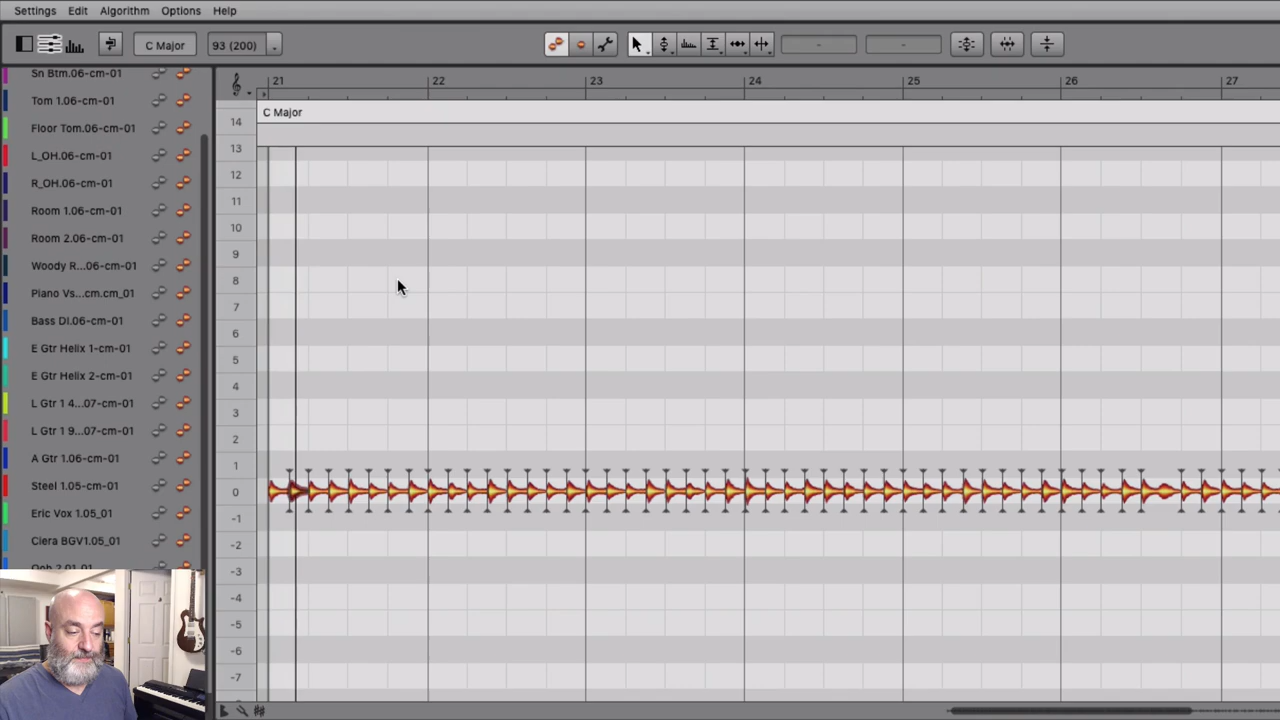 Settings Edit Algorithm Options Help
C Major 93 (200) - -
21 22 23 24 25 26 27
C Major
Sn Btm.06-cm-01
Tom 1.06-cm-01
Floor Tom.06-cm-01
L_OH.06-cm-01
R_OH.06-cm-01
Room 1.06-cm-01
Room 2.06-cm-01
Woody R...06-cm-01
Piano Vs...cm.cm_01
Bass DI.06-cm-01
E Gtr Helix 1-cm-01
E Gtr Helix 2-cm-01
L Gtr 1 4...07-cm-01
L Gtr 1 9...07-cm-01
A Gtr 1.06-cm-01
Steel 1.05-cm-01
Eric Vox 1.05_01
Ciera BGV1.05_01
14
13
12
11
10
9
8
7
6
5
4
3
2
1
0
-1
-2
-3
-4
-5
-6
-7